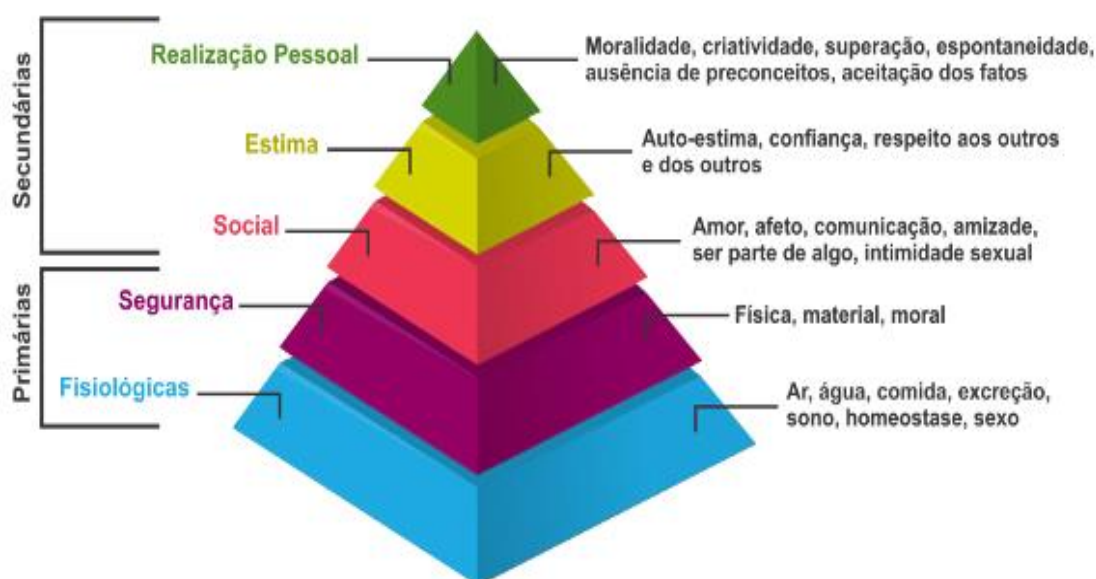 Secundárias
Realização Pessoal
Moralidade, criatividade, superação, espontaneidade,
ausência de preconceitos, aceitação dos fatos
Estima
Auto-estima, confiança, respeito aos outros
e dos outros
Social
Amor, afeto, comunicação, amizade,
ser parte de algo, intimidade sexual
Primárias
Segurança
Física, material, moral
Fisiológicas
Ar, água, comida, excreção,
sono, homeostase, sexo